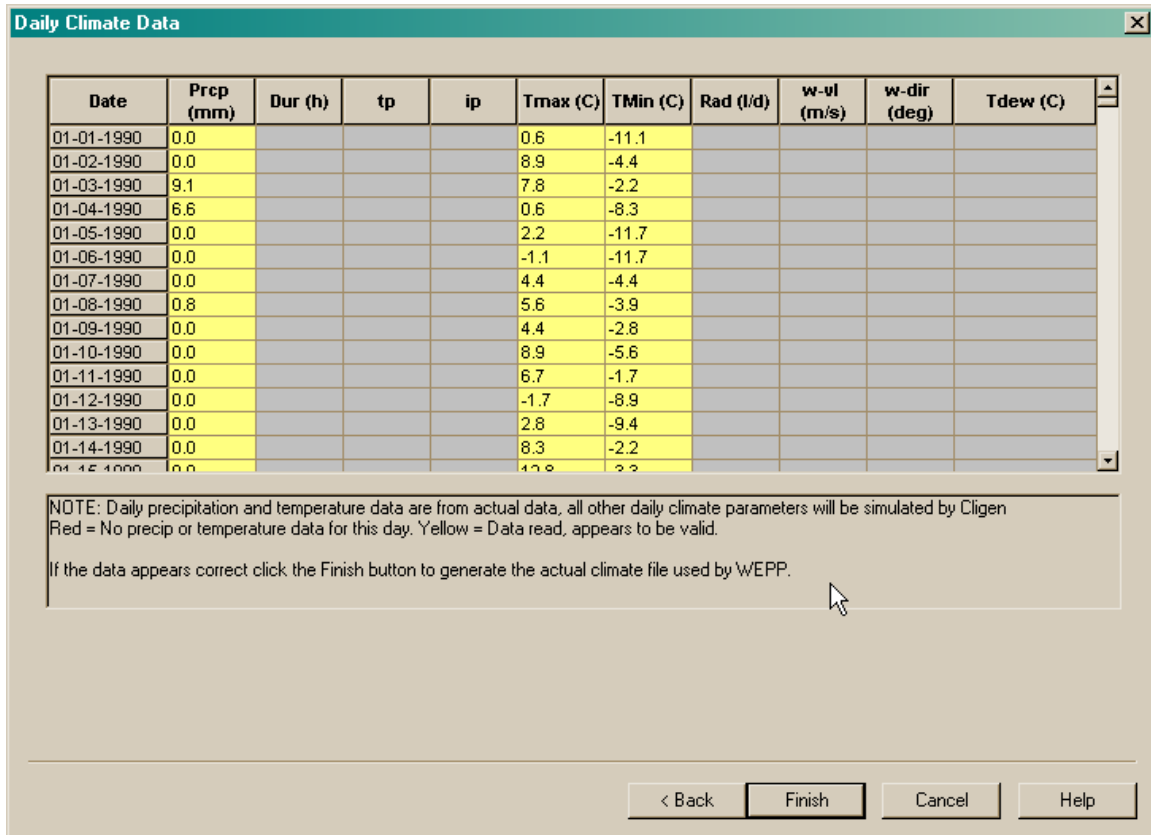 Daily Climate Data
Date Prcp (mm) Dur (h) tp ip Tmax (C) TMin (C) Rad (l/d) w-vl (m/s) w-dir (deg) Tdew (C)
01-01-1990 0.0 0.6 -11.1
01-02-1990 0.0 8.9 -4.4
01-03-1990 9.1 7.8 -2.2
01-04-1990 6.6 0.6 -8.3
01-05-1990 0.0 2.2 -11.7
01-06-1990 0.0 -1.1 -11.7
01-07-1990 0.0 4.4 -4.4
01-08-1990 0.8 5.6 -3.9
01-09-1990 0.0 4.4 -2.8
01-10-1990 0.0 8.9 -5.6
01-11-1990 0.0 6.7 -1.7
01-12-1990 0.0 -1.7 -8.9
01-13-1990 0.0 2.8 -9.4
01-14-1990 0.0 8.3 -2.2
01-15-1990 0.0 12.8 -3.3
NOTE: Daily precipitation and temperature data are from actual data, all other daily climate parameters will be simulated by Cligen
Red = No precip or temperature data for this day. Yellow = Data read, appears to be valid.
If the data appears correct click the Finish button to generate the actual climate file used by WEPP.
< Back Finish Cancel Help